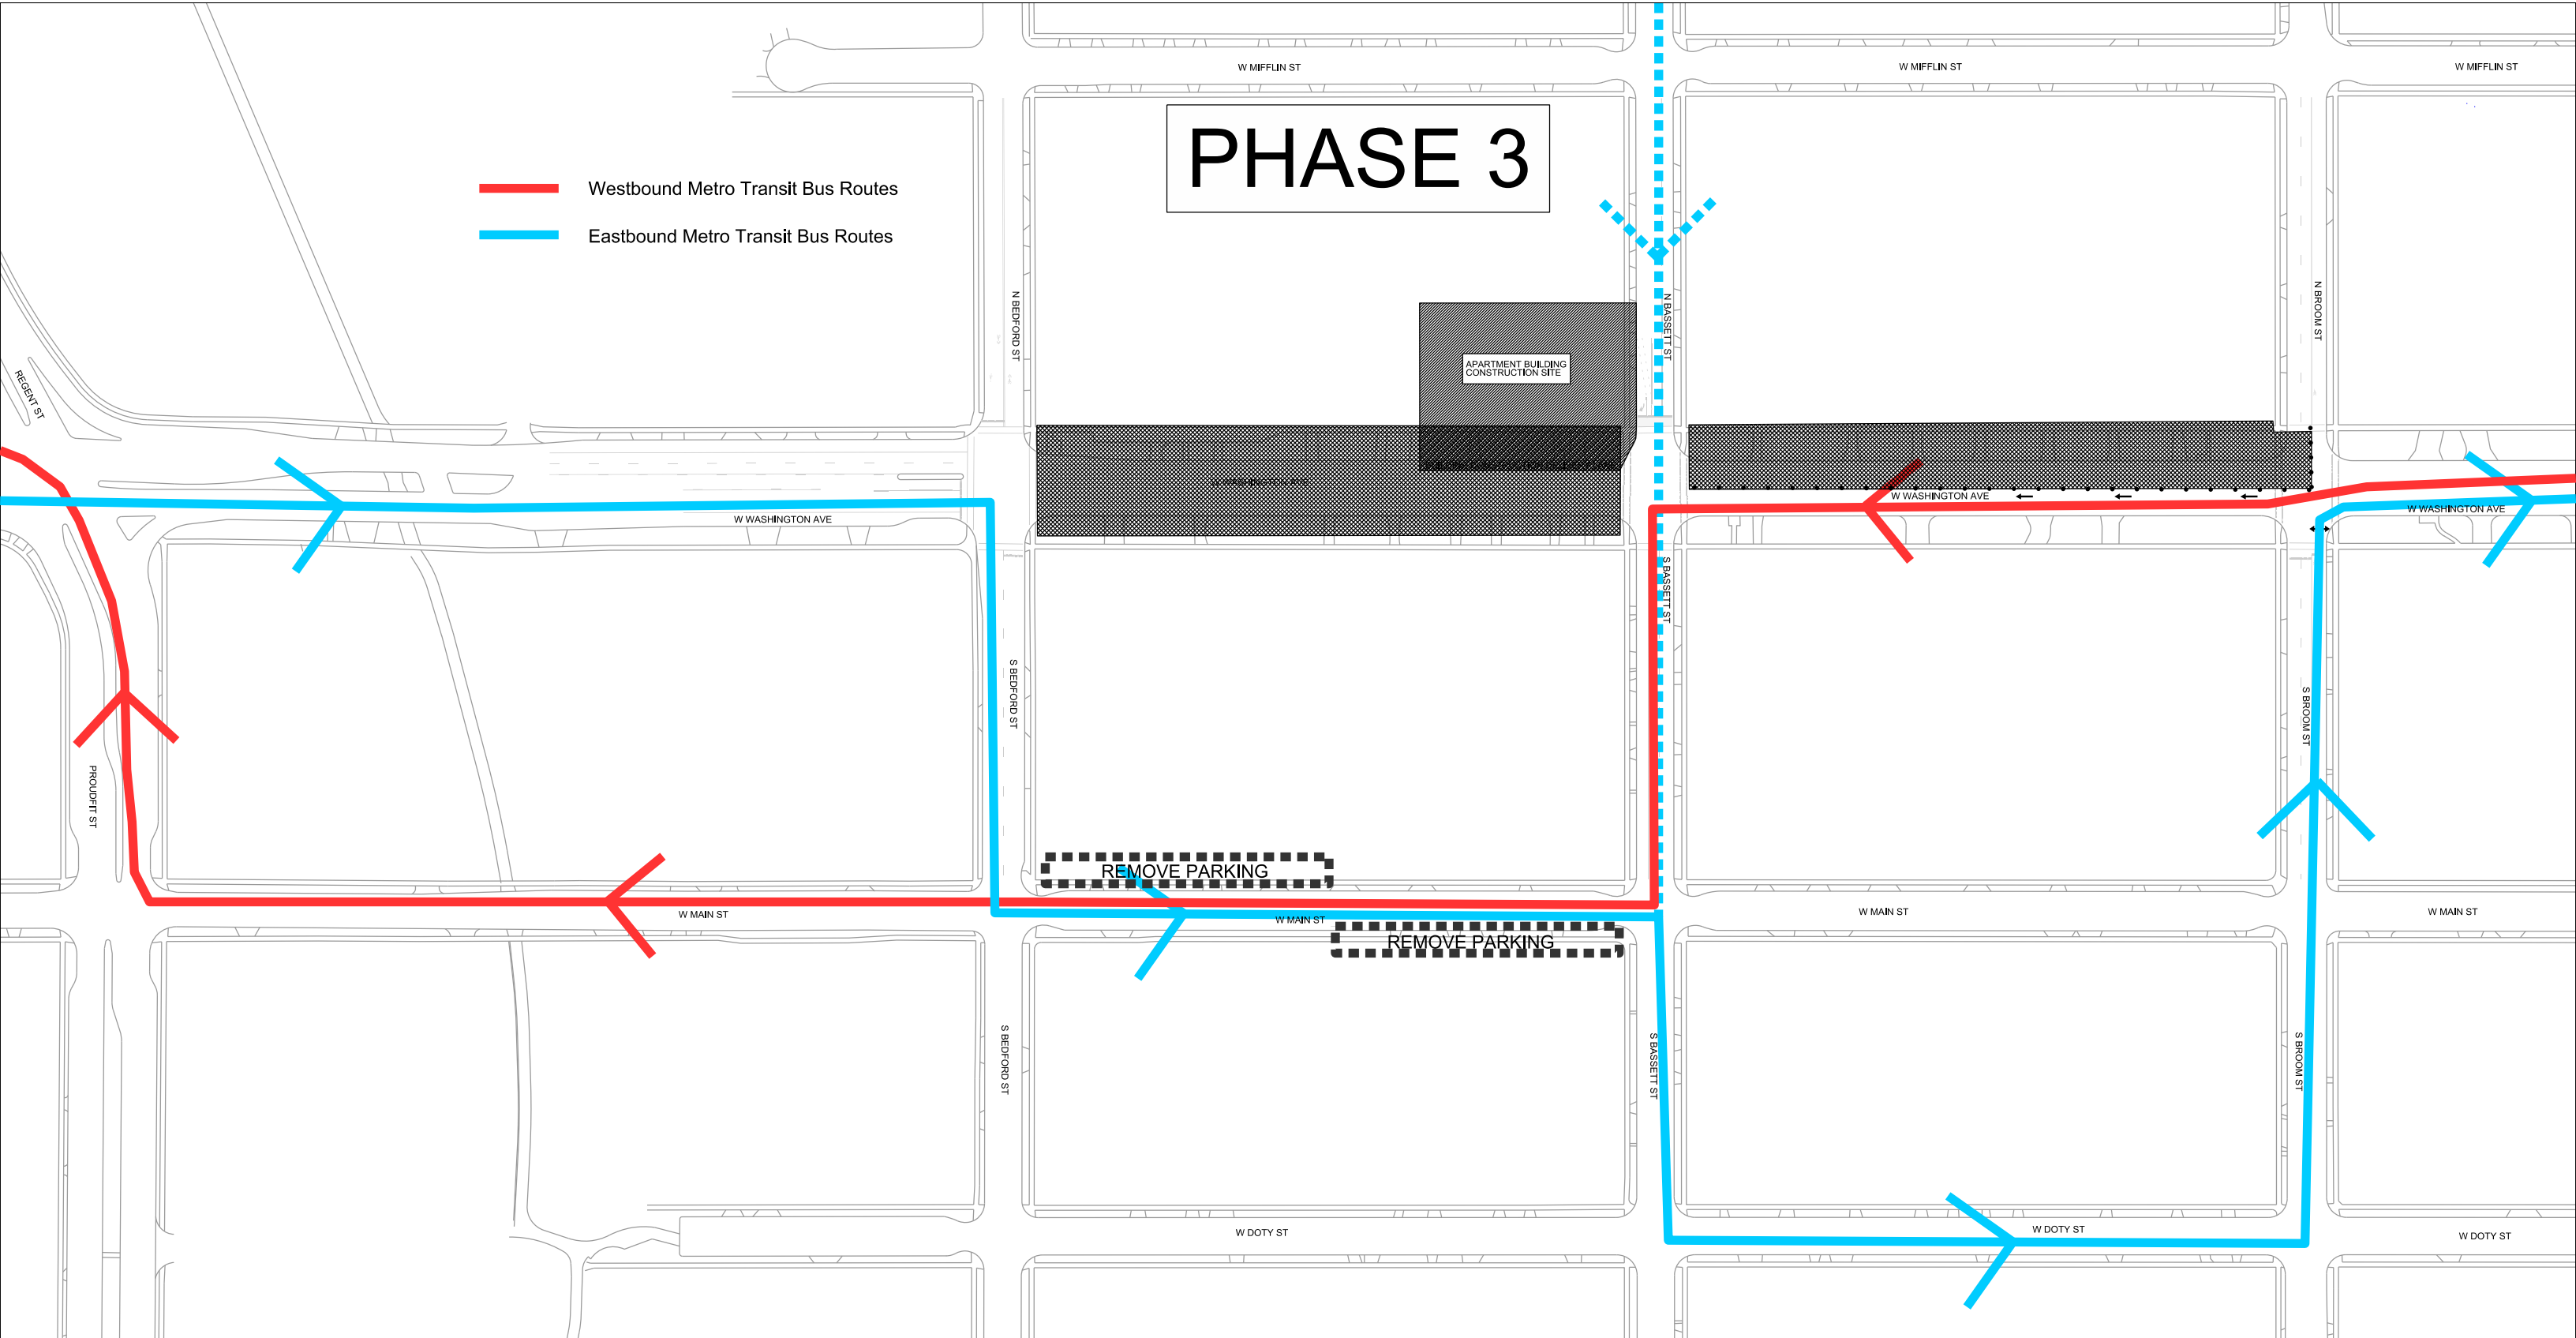 W MIFFLIN ST
W MIFFLIN ST
W MIFFLIN ST
PHASE 3
Westbound Metro Transit Bus Routes
Eastbound Metro Transit Bus Routes
N BEDFORD ST
N BASSETT ST
N BROOM ST
REGENT ST
APARTMENT BUILDING
CONSTRUCTION SITE
W WASHINGTON AVE
W WASHINGTON AVE
W WASHINGTON AVE
W WASHINGTON AVE
S BASSETT ST
S BEDFORD ST
S BROOM ST
PROUDFIT ST
REMOVE PARKING
W MAIN ST
W MAIN ST
W MAIN ST
W MAIN ST
REMOVE PARKING
S BEDFORD ST
S BASSETT ST
S BROOM ST
W DOTY ST
W DOTY ST
W DOTY ST